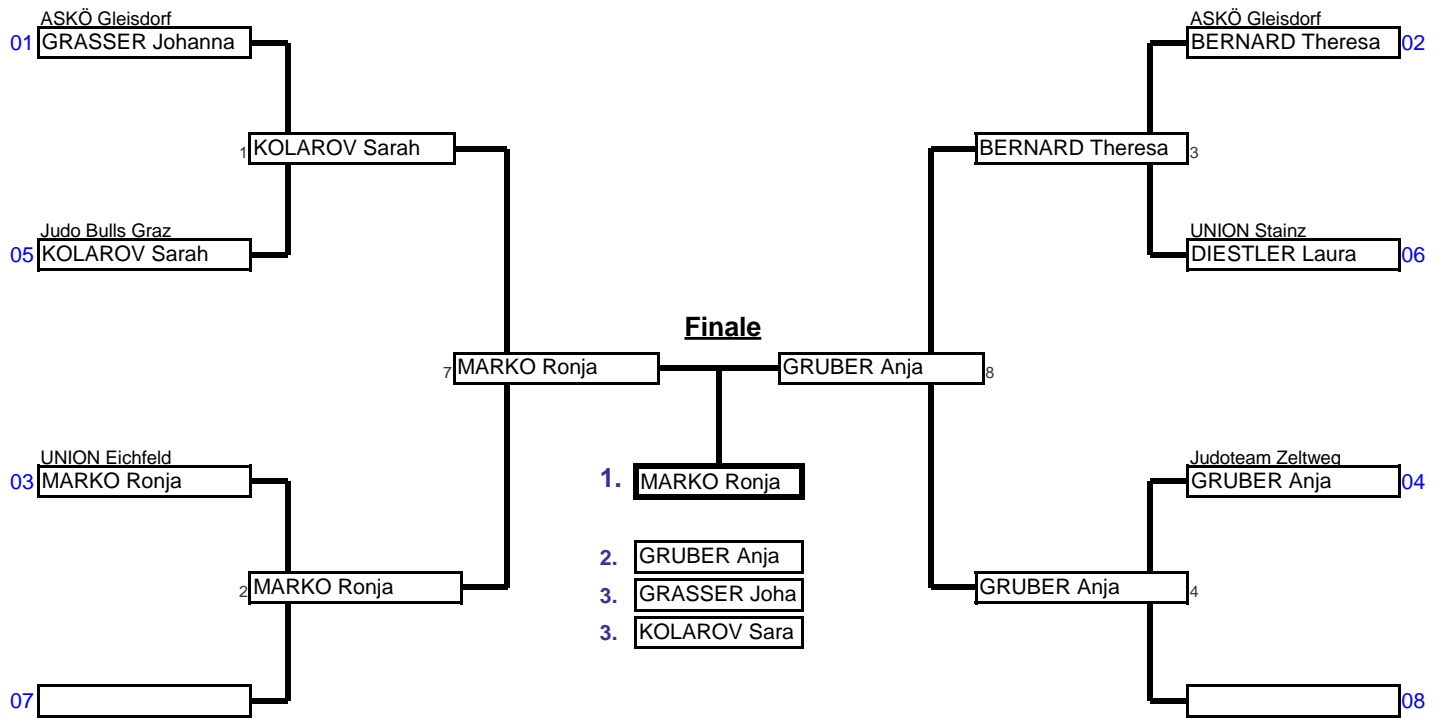 ASKÖ Gleisdorf
ASKÖ Gleisdorf
01 GRASSER Johanna
BERNARD Theresa 02
1 KOLAROV Sarah
BERNARD Theresa 3
Judo Bulls Graz
UNION Stainz
05 KOLAROV Sarah
DIESTLER Laura 06
Finale
7 MARKO Ronja
GRUBER Anja 8
UNION Eichfeld
Judoteam Zeltweg
03 MARKO Ronja
1. MARKO Ronja
GRUBER Anja 04
2. GRUBER Anja
2 MARKO Ronja
GRUBER Anja 4
3. GRASSER Joha
3. KOLAROV Sara
07
08